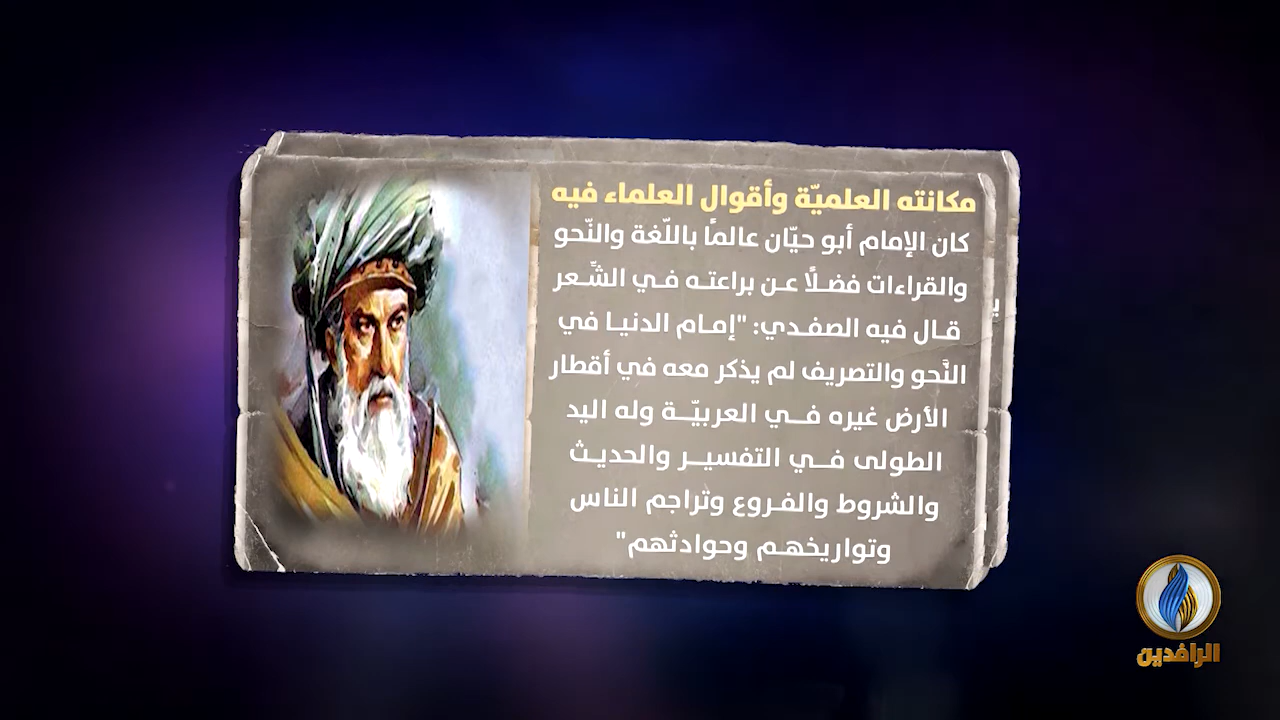 مكانته العلميّة وأقوال العلماء فيه
كان الإمام أبو حيّان عالمًا باللّغة والنّحو
والقراءات فضلًا عن براعته في الشِّعر
قال فيه الصفدي: "إمام الدنيا في
النَّحو والتصريف لم يذكر معه في أقطار
الأرض غيره في العربيّة وله اليد
الطولى في التفسير والحديث
والشروط والفروع وتراجم الناس
وتواريخهم وحوادثهم"
الرافدين